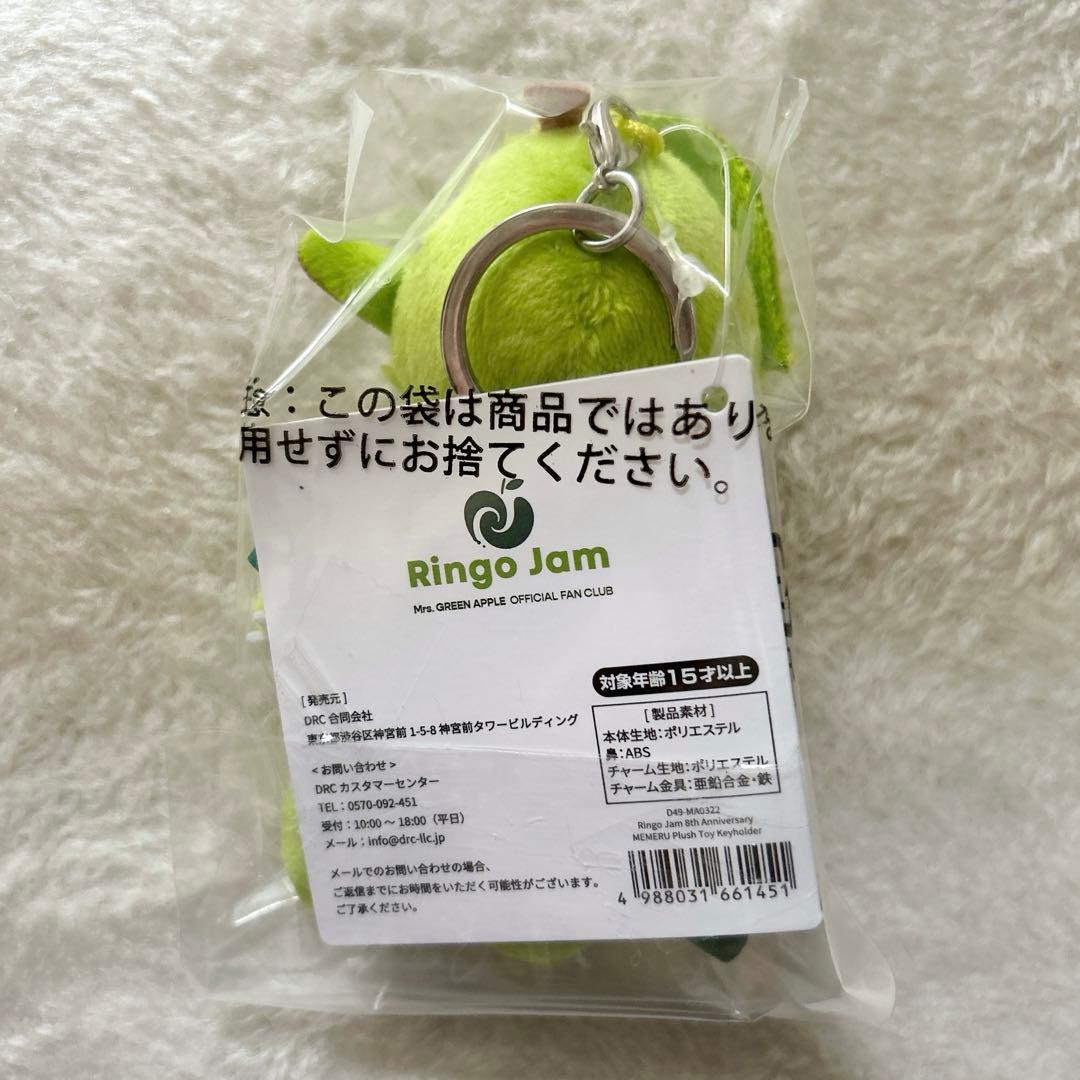 ：この袋は商品ではあり
用せずにお捨てください。
Ringo Jam
Mrs. GREEN APPLE OFFICIAL FAN CLUB
対象年齢15才以上
[発売元]
DRC 合同会社
東京都渋谷区神宮前 1-5-8 神宮前タワービルディング
<お問い合わせ>
DRC カスタマーセンター
TEL：0570-092-451
受付：10:00 〜 18:00（平日）
メール：info@drc-llc.jp
メールでのお問い合わせの場合、
ご返信までにお時間をいただく可能性がございます。
ご了承ください。
[製品素材]
本体生地：ポリエステル
鼻：ABS
チャーム生地：ポリエステル
チャーム金具：亜鉛合金・鉄
D49-MA0322
Ringo Jam 8th Anniversary
MEMERU Plush Toy Keyholder
4 988031 661451